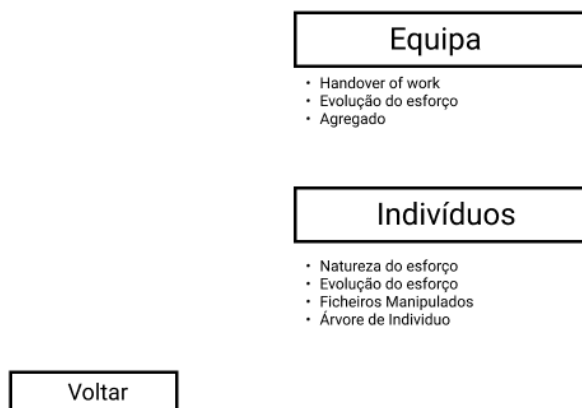 Equipa
• Handover of work
• Evolução do esforço
• Agregado
Indivíduos
• Natureza do esforço
• Evolução do esforço
• Ficheiros Manipulados
• Árvore de Individuo
Voltar